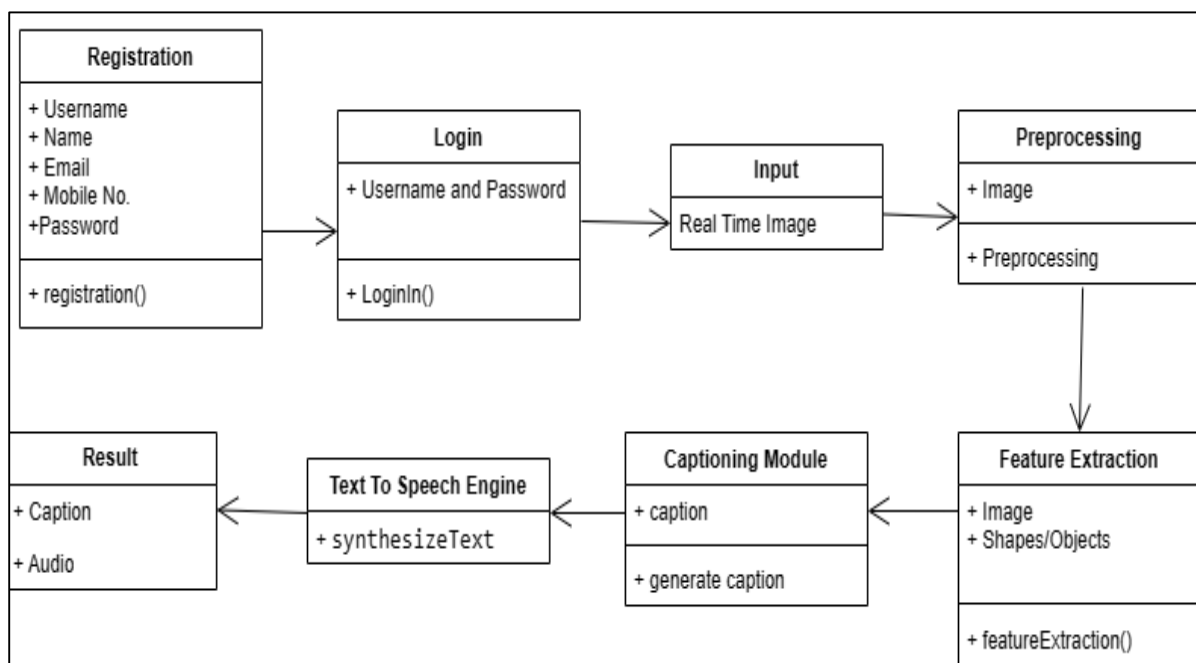 Registration
+ Username
+ Name
+ Email
+ Mobile No.
+Password
+ registration()
Login
+ Username and Password
+ LoginIn()
Input
Real Time Image
Preprocessing
+ Image
+ Preprocessing
Feature Extraction
+ Image
+ Shapes/Objects
+ featureExtraction()
Captioning Module
+ caption
+ generate caption
Text To Speech Engine
+ synthesizeText
Result
+ Caption
+ Audio